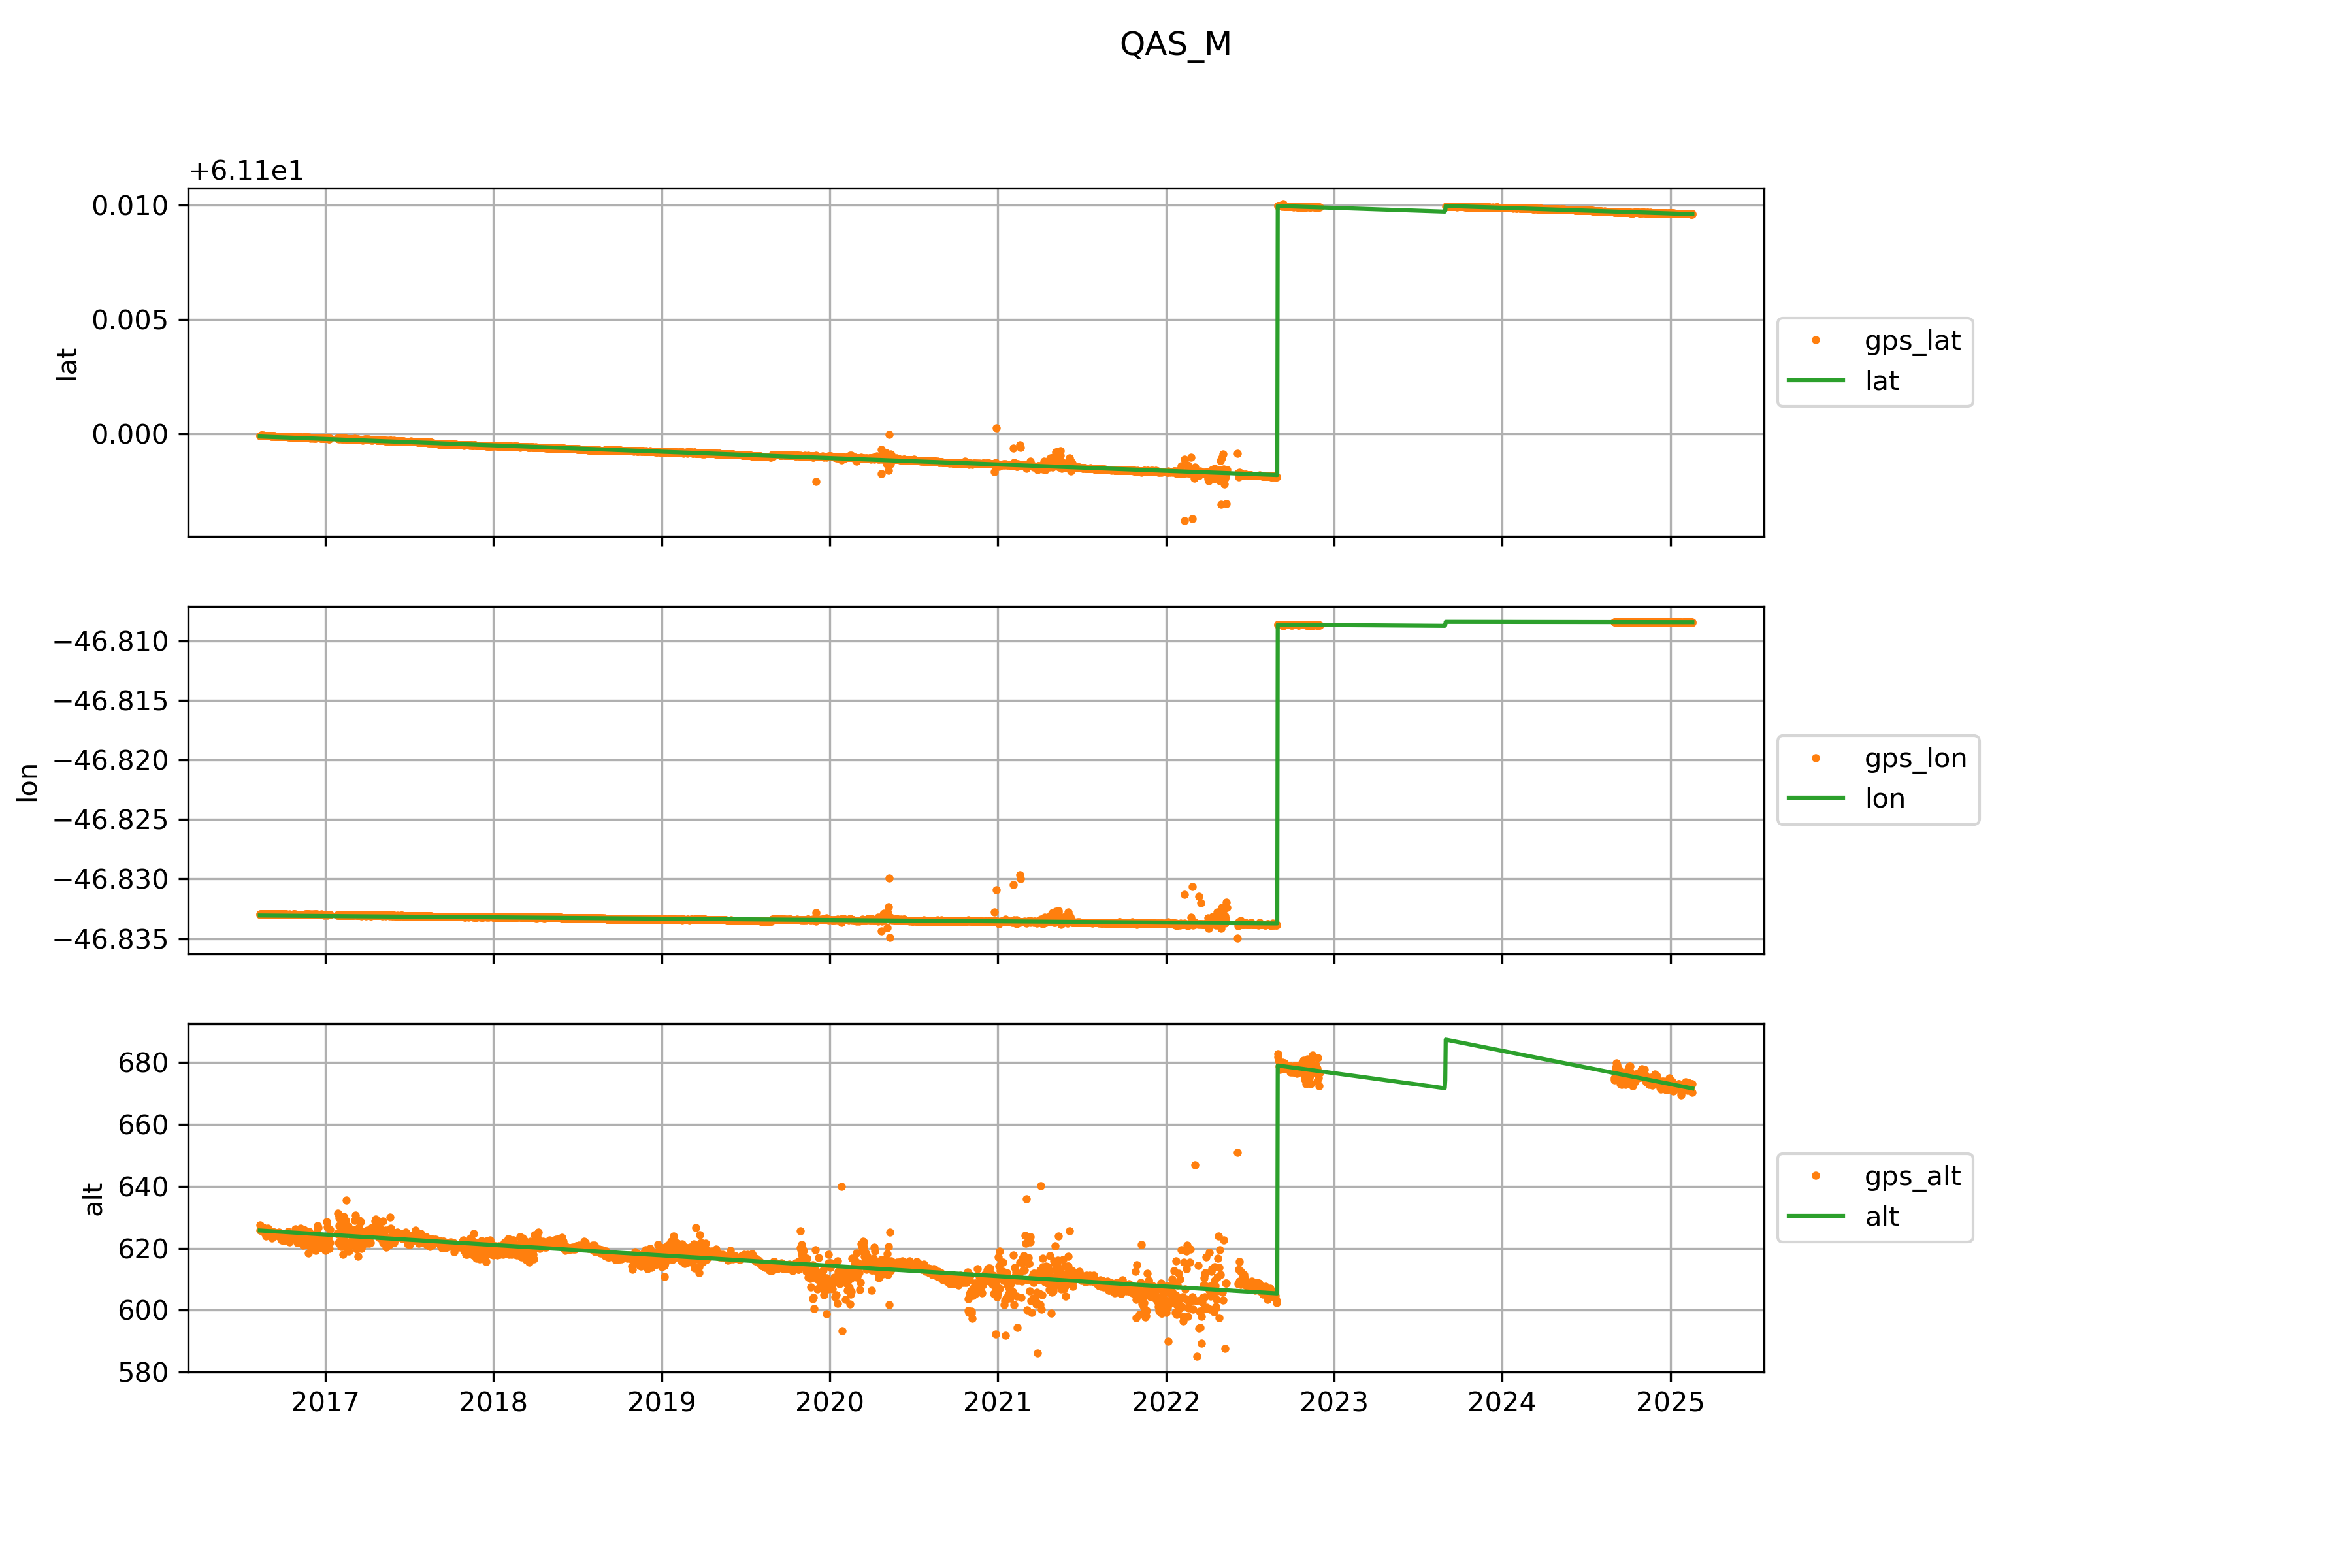 QAS_M
+6.11e1
0.010
0.005
0.000
lat
gps_lat
lat
−46.810
−46.815
−46.820
−46.825
−46.830
−46.835
lon
gps_lon
lon
680
660
640
620
600
580
alt
gps_alt
alt
2017 2018 2019 2020 2021 2022 2023 2024 2025